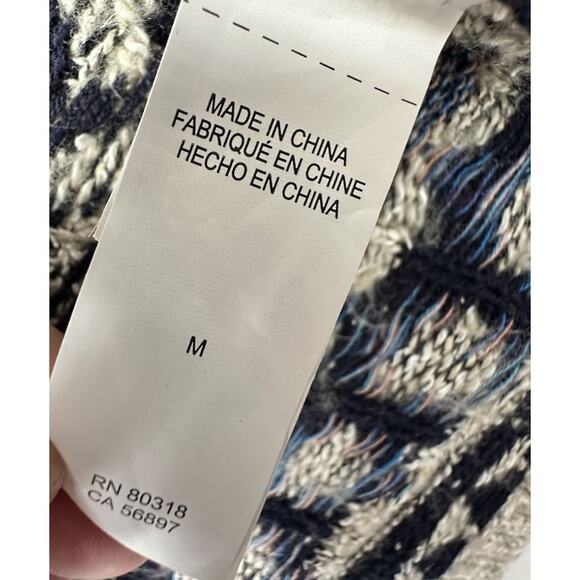 MADE IN CHINA
FABRIQUÉ EN CHINE
HECHO EN CHINA
M
RN 80318
CA 56897